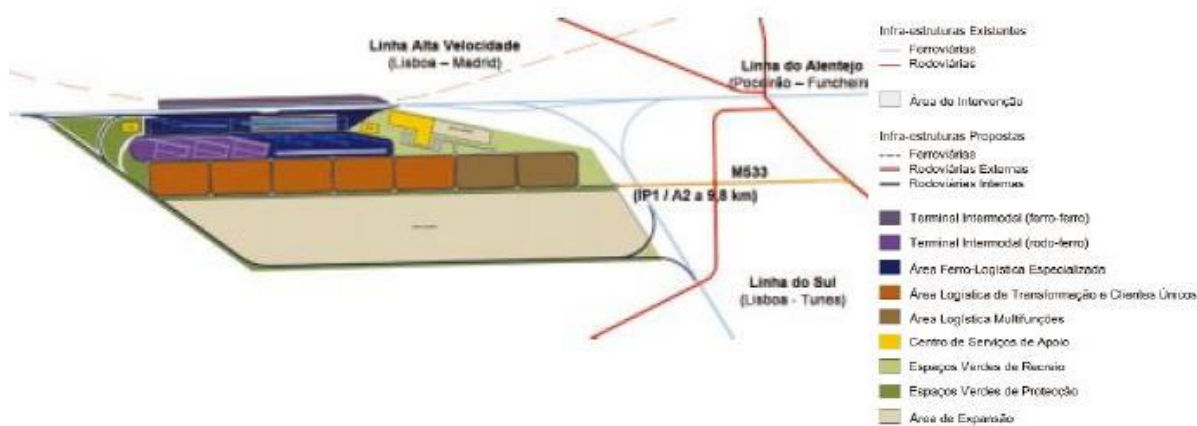 Linha Alta Velocidade
(Lisboa – Madrid)
Linha do Alentejo
(Poceirão – Funcheira
M533
(IP1 / A2 a 9,8 km)
Linha do Sul
(Lisboa - Tunes)
Infra-estruturas Existentes
Ferroviárias
Rodoviárias
Área de Intervenção
Infra-estruturas Propostas
Ferroviárias
Rodoviárias Externas
Rodoviárias Internas
Terminal Intermodal (ferro-ferro)
Terminal Intermodal (rodo-ferro)
Área Ferro-Logística Especializada
Área Logística de Transformação e Clientes Únicos
Área Logística Multifunções
Centro de Serviços de Apoio
Espaços Verdes de Recreio
Espaços Verdes de Protecção
Área de Expansão